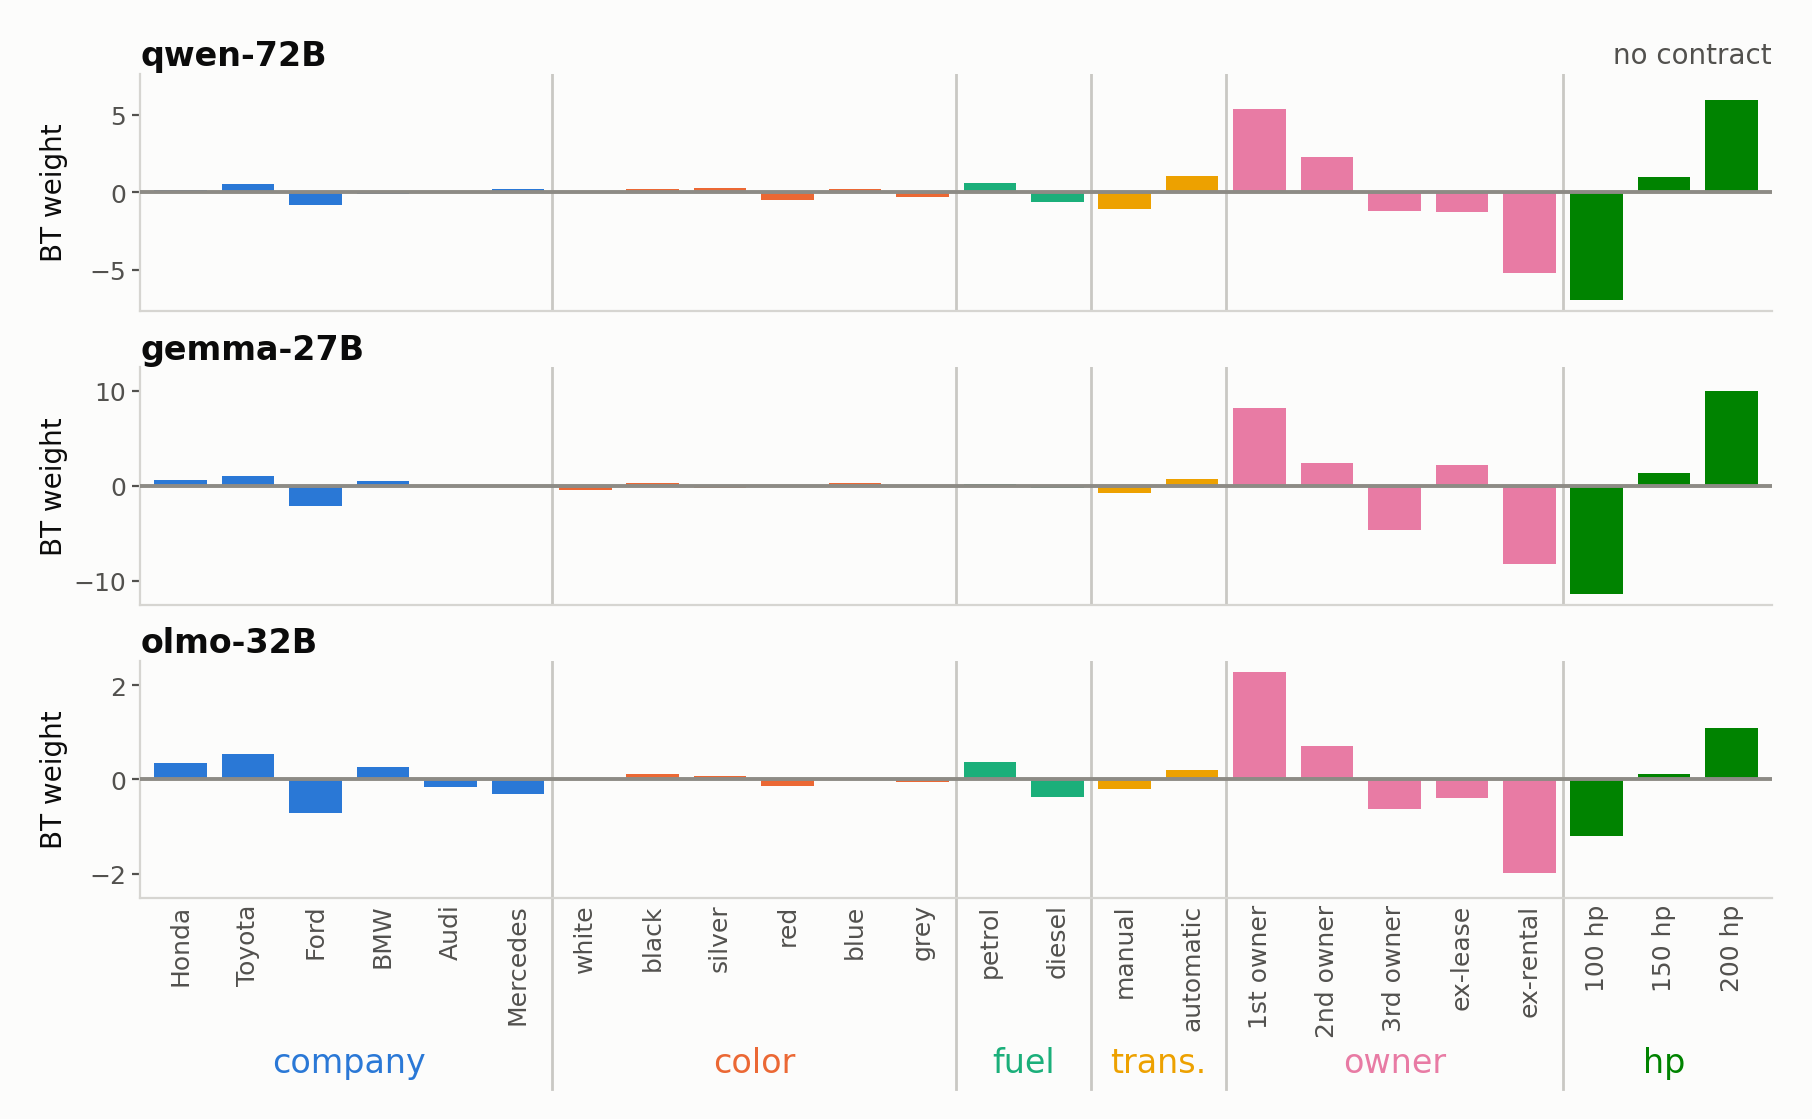 qwen-72B
no contract
BT weight
5
0
−5
gemma-27B
BT weight
10
0
−10
olmo-32B
BT weight
2
0
−2
Honda
Toyota
Ford
BMW
Audi
Mercedes
white
black
silver
red
blue
grey
petrol
diesel
manual
automatic
1st owner
2nd owner
3rd owner
ex-lease
ex-rental
100 hp
150 hp
200 hp
company
color
fuel
trans.
owner
hp